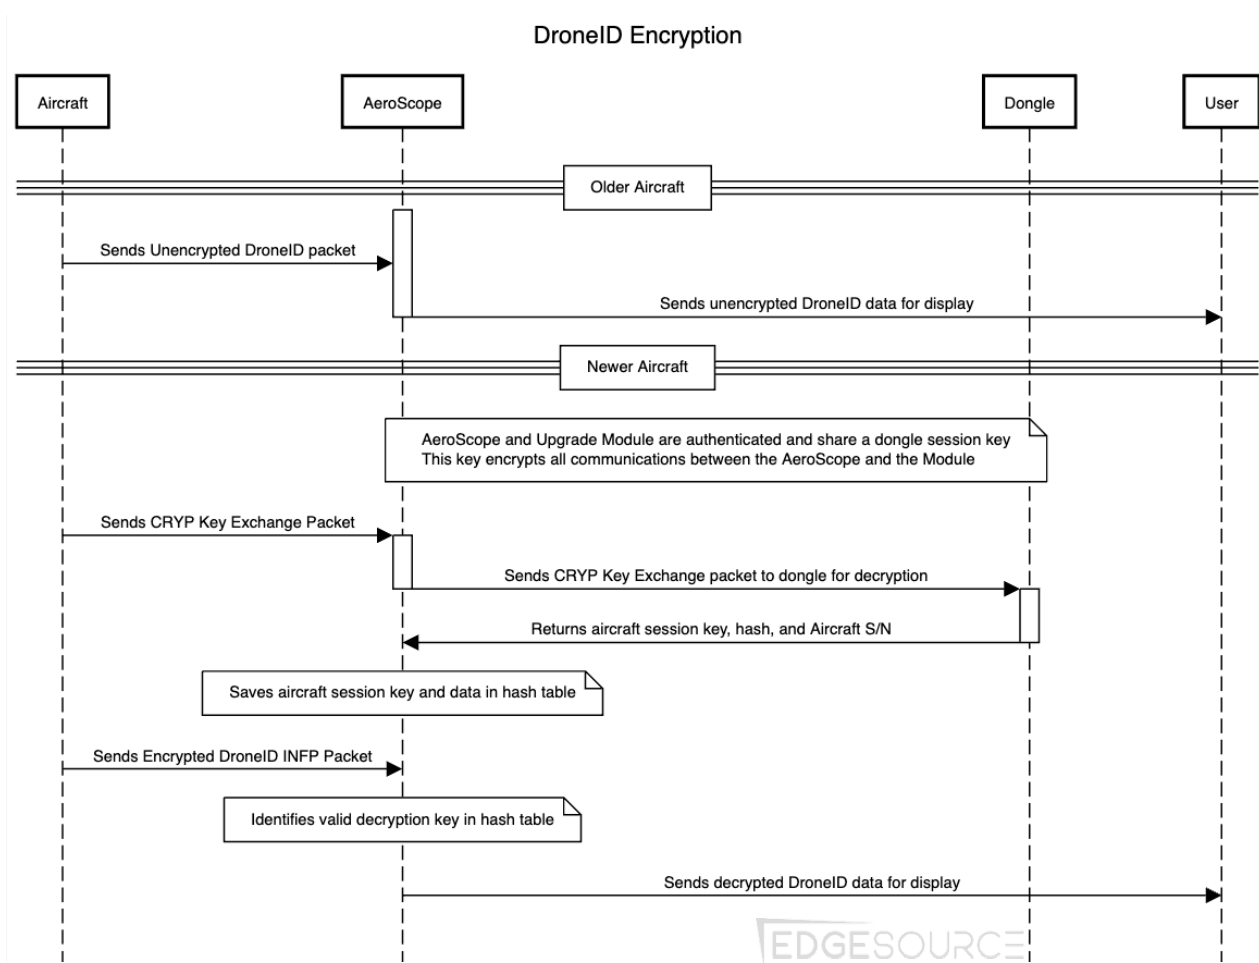 DroneID Encryption
Aircraft
AeroScope
Dongle
User
Older Aircraft
Sends Unencrypted DroneID packet
Sends unencrypted DroneID data for display
Newer Aircraft
AeroScope and Upgrade Module are authenticated and share a dongle session key
This key encrypts all communications between the AeroScope and the Module
Sends CRYP Key Exchange Packet
Sends CRYP Key Exchange packet to dongle for decryption
Returns aircraft session key, hash, and Aircraft S/N
Saves aircraft session key and data in hash table
Sends Encrypted DroneID INFP Packet
Identifies valid decryption key in hash table
Sends decrypted DroneID data for display
EDGESOURCE